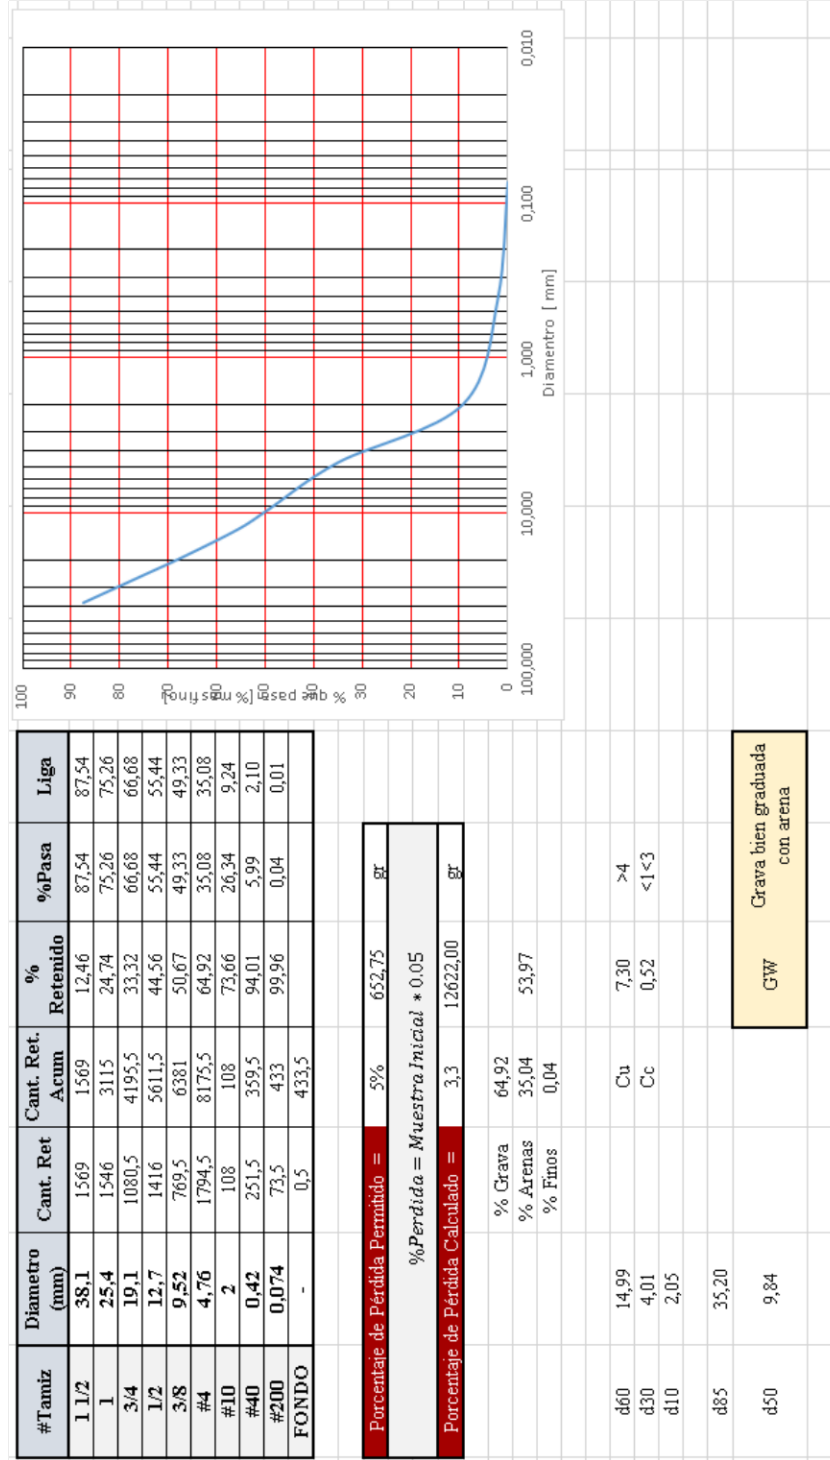 #Tamiz Diametro (mm) Cant. Ret Cant. Ret. Acum % Retenido %Pasa Liga
1 1/2 38,1 1569 1569 12,46 87,54 87,54
1 25,4 1546 3115 24,74 75,26 75,26
3/4 19,1 1080,5 4195,5 33,32 66,68 66,68
1/2 12,7 1416 5611,5 44,56 55,44 55,44
3/8 9,52 769,5 6381 50,67 49,33 49,33
#4 4,76 1794,5 8175,5 64,92 35,08 35,08
#10 2 108 108 73,66 26,34 9,24
#40 0,42 251,5 359,5 94,01 5,99 2,10
#200 0,074 73,5 433 99,96 0,04 0,01
FONDO - 0,5 433,5
Porcentaje de Pérdida Permitido = 5% 652,75 gr
%Perdida = Muestra Inicial * 0.05
Porcentaje de Pérdida Calculado = 3,3 12622,00 gr
% Grava 64,92
% Arenas 35,04 53,97
% Finos 0,04
d60 14,99 Cu 7,30 >4
d30 4,01 Cc 0,52 <1<3
d10 2,05
d85 35,20
d50 9,84
GW Grava bien graduada con arena
100
90
80
70
60
50
40
30
20
10
0
% que pasa [% mas fino]
100,000 10,000 1,000 0,100 0,010
Diamentro [ mm]